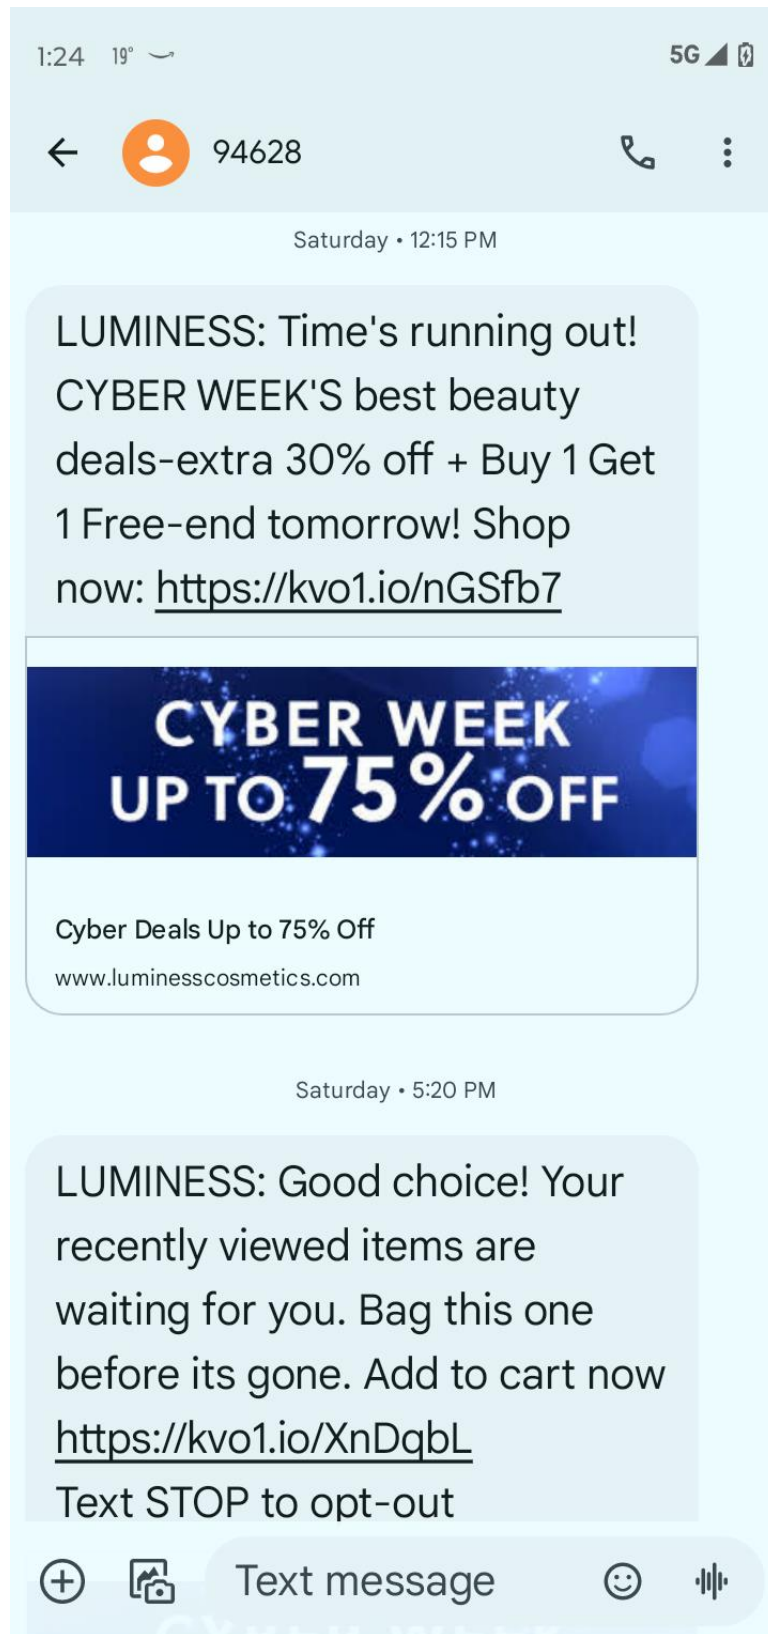 1:24 19°
5G
94628
Saturday • 12:15 PM
LUMINESS: Time's running out!
CYBER WEEK'S best beauty
deals-extra 30% off + Buy 1 Get
1 Free-end tomorrow! Shop
now: https://kvo1.io/nGSfb7
CYBER WEEK
UP TO 75% OFF
Cyber Deals Up to 75% Off
www.luminesscosmetics.com
Saturday • 5:20 PM
LUMINESS: Good choice! Your
recently viewed items are
waiting for you. Bag this one
before its gone. Add to cart now
https://kvo1.io/XnDqbL
Text STOP to opt-out
Text message
CYBER WEEK